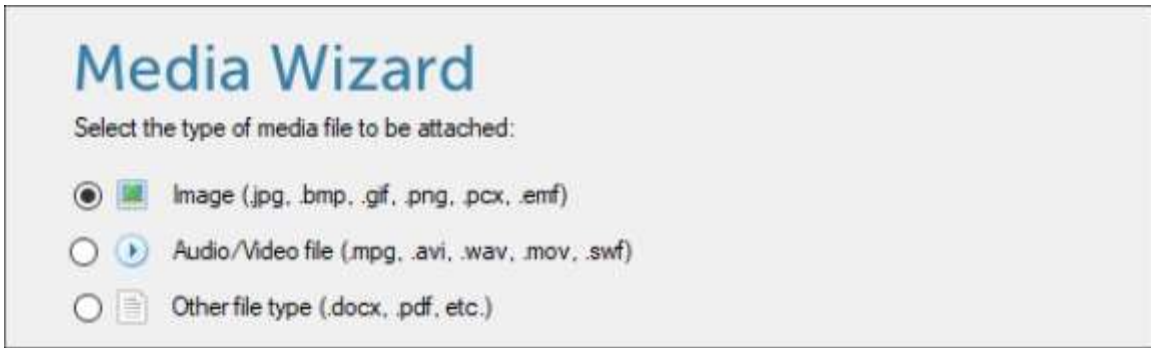 Media Wizard
Select the type of media file to be attached:
Image (.jpg, .bmp, .gif, .png, .pcx, .emf)
Audio/Video file (.mpg, .avi, .wav, .mov, .swf)
Other file type (.docx, .pdf, etc.)